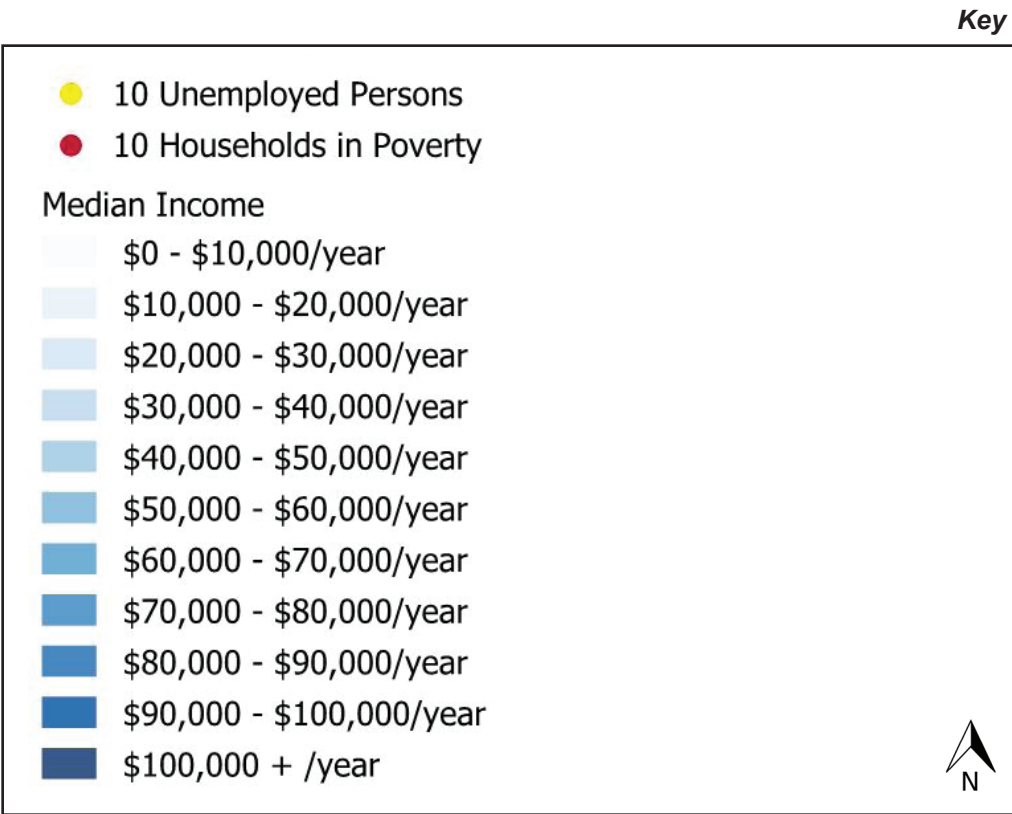 Key
10 Unemployed Persons
10 Households in Poverty
Median Income
$0 - $10,000/year
$10,000 - $20,000/year
$20,000 - $30,000/year
$30,000 - $40,000/year
$40,000 - $50,000/year
$50,000 - $60,000/year
$60,000 - $70,000/year
$70,000 - $80,000/year
$80,000 - $90,000/year
$90,000 - $100,000/year
$100,000 + /year
N